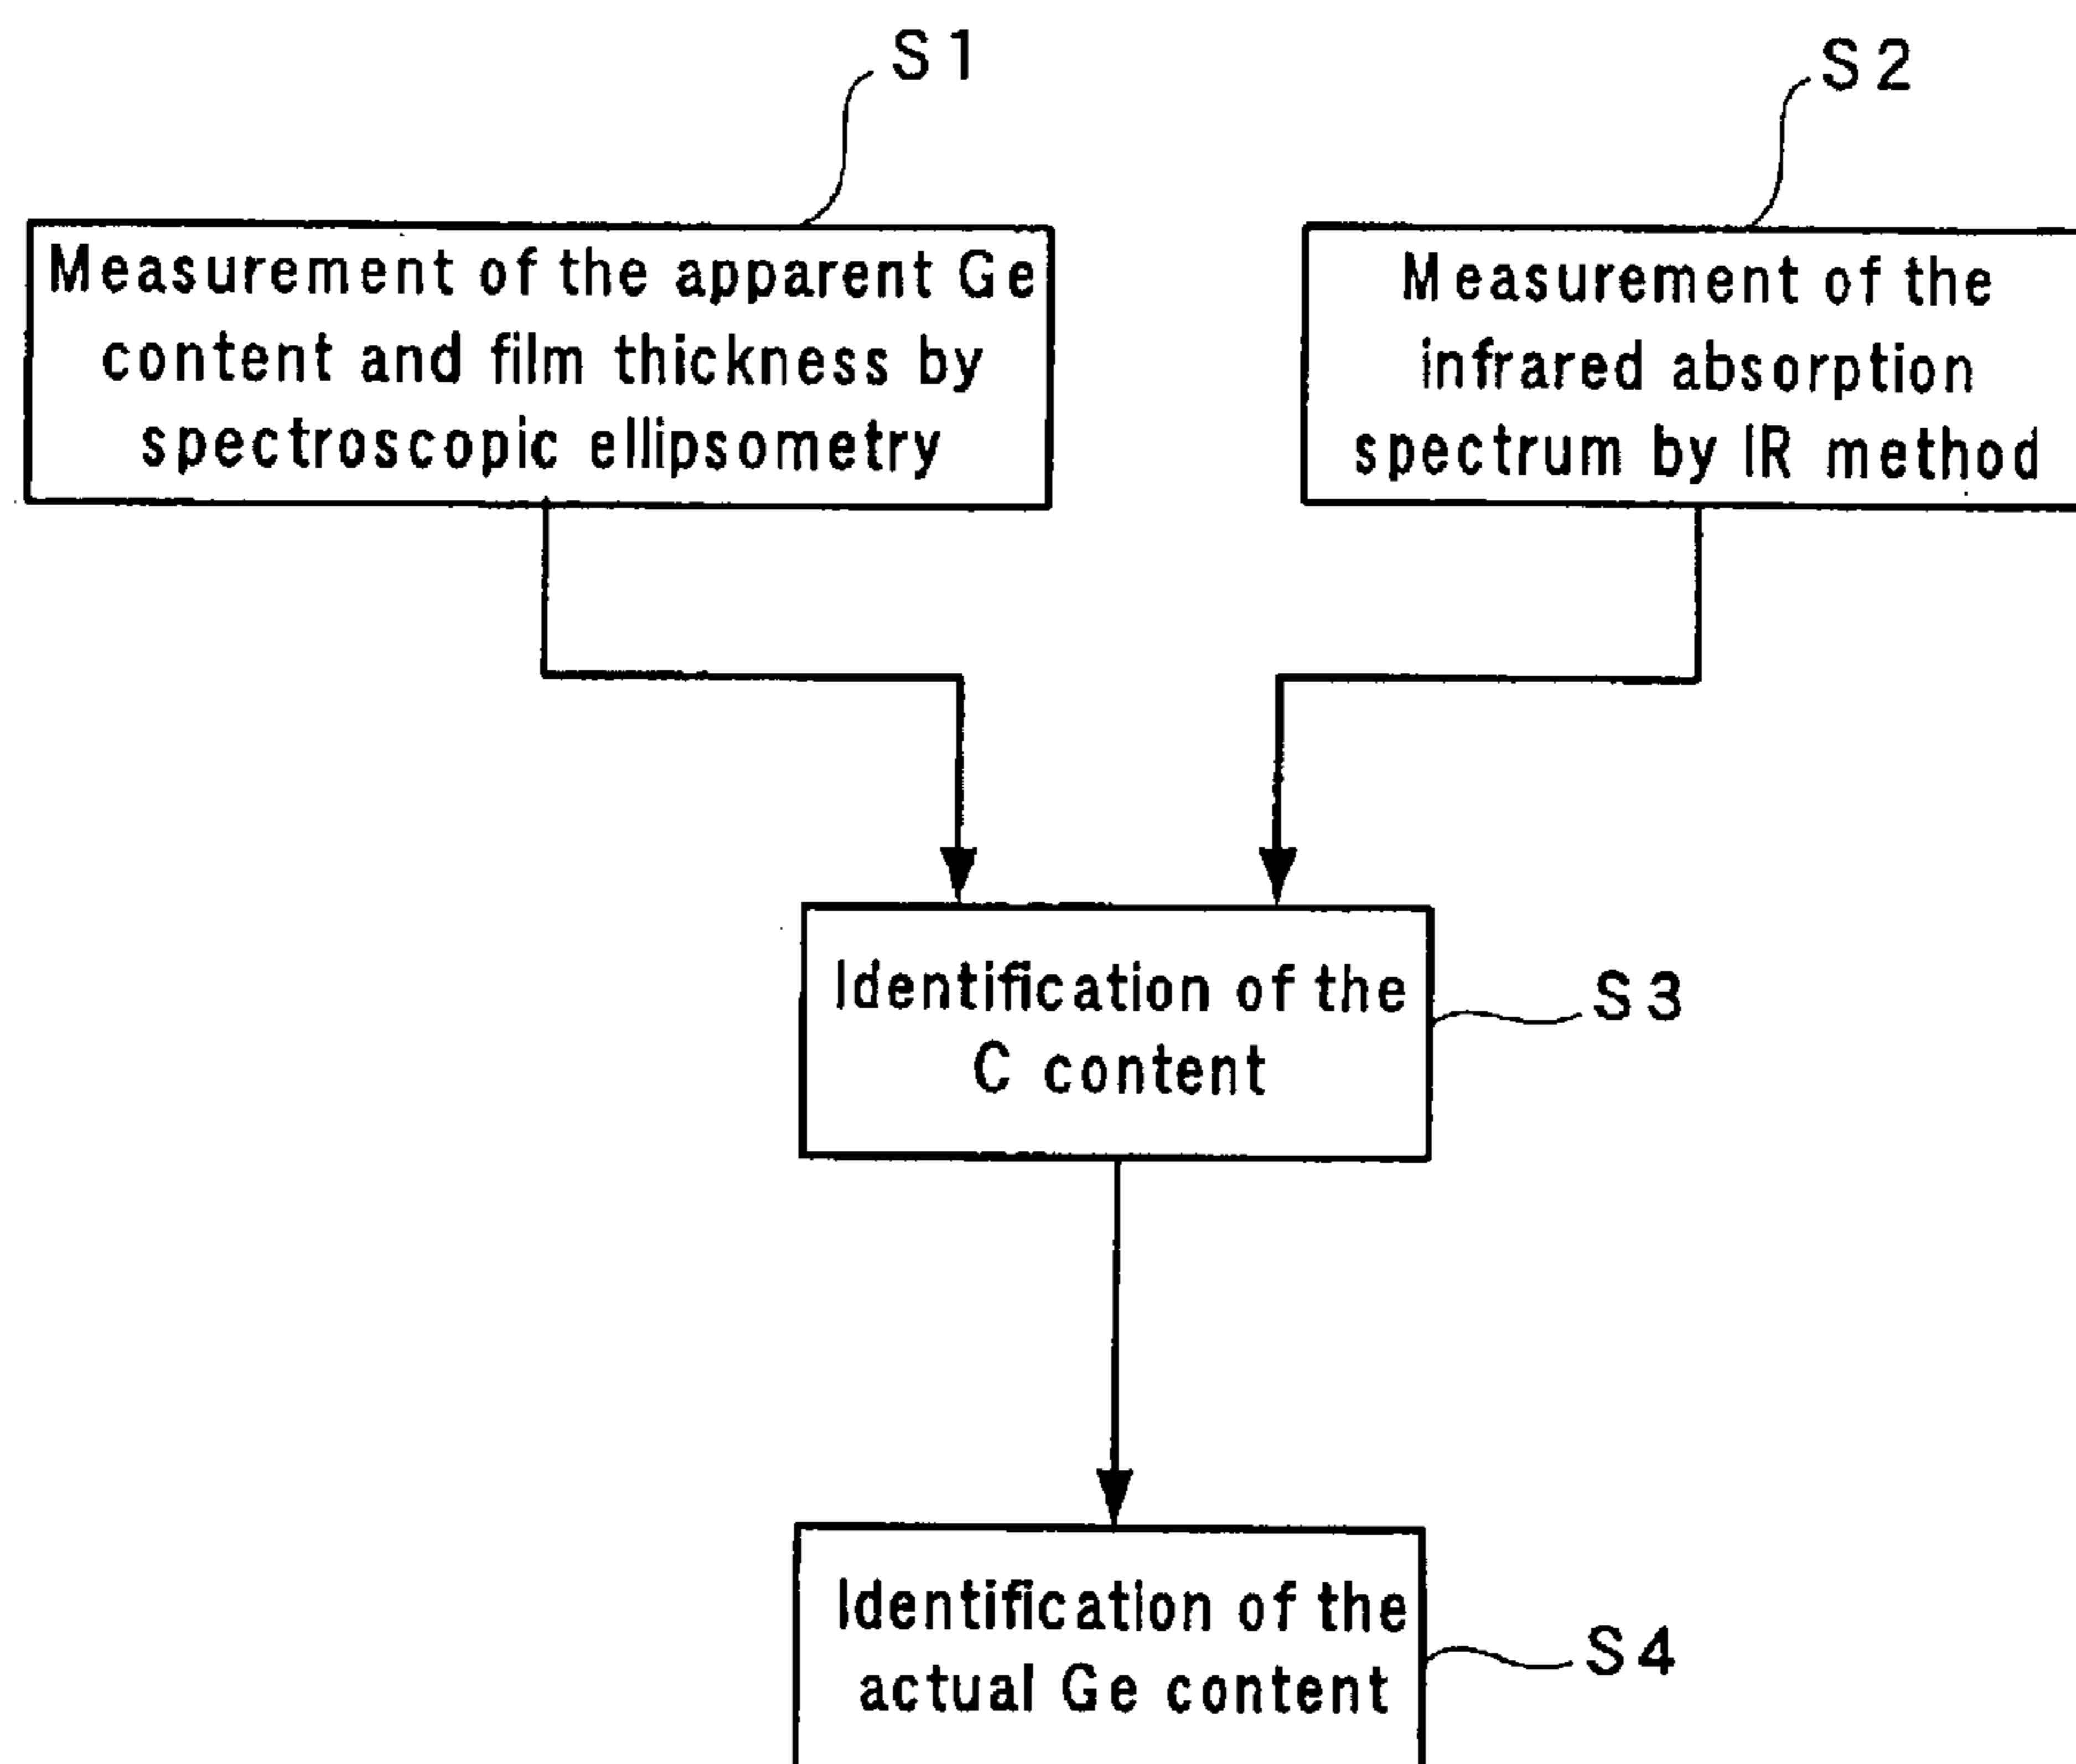 S1
S2
Measurement of the apparent Ge
content and film thickness by
spectroscopic ellipsometry
Measurement of the
infrared absorption
spectrum by IR method
Identification of the
C content
S3
Identification of the
actual Ge content
S4